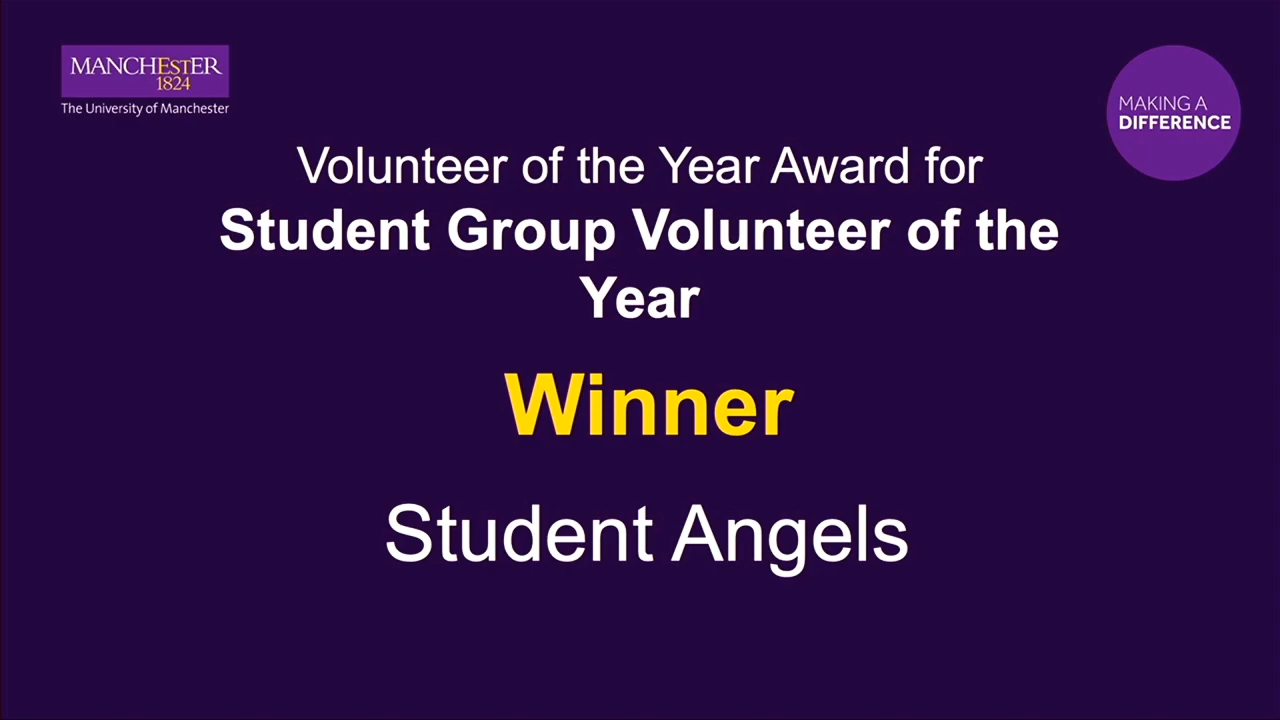 MANCHEsTER
1824
The University of Manchester
MAKING A
DIFFERENCE
Volunteer of the Year Award for
Student Group Volunteer of the
Year
Winner
Student Angels